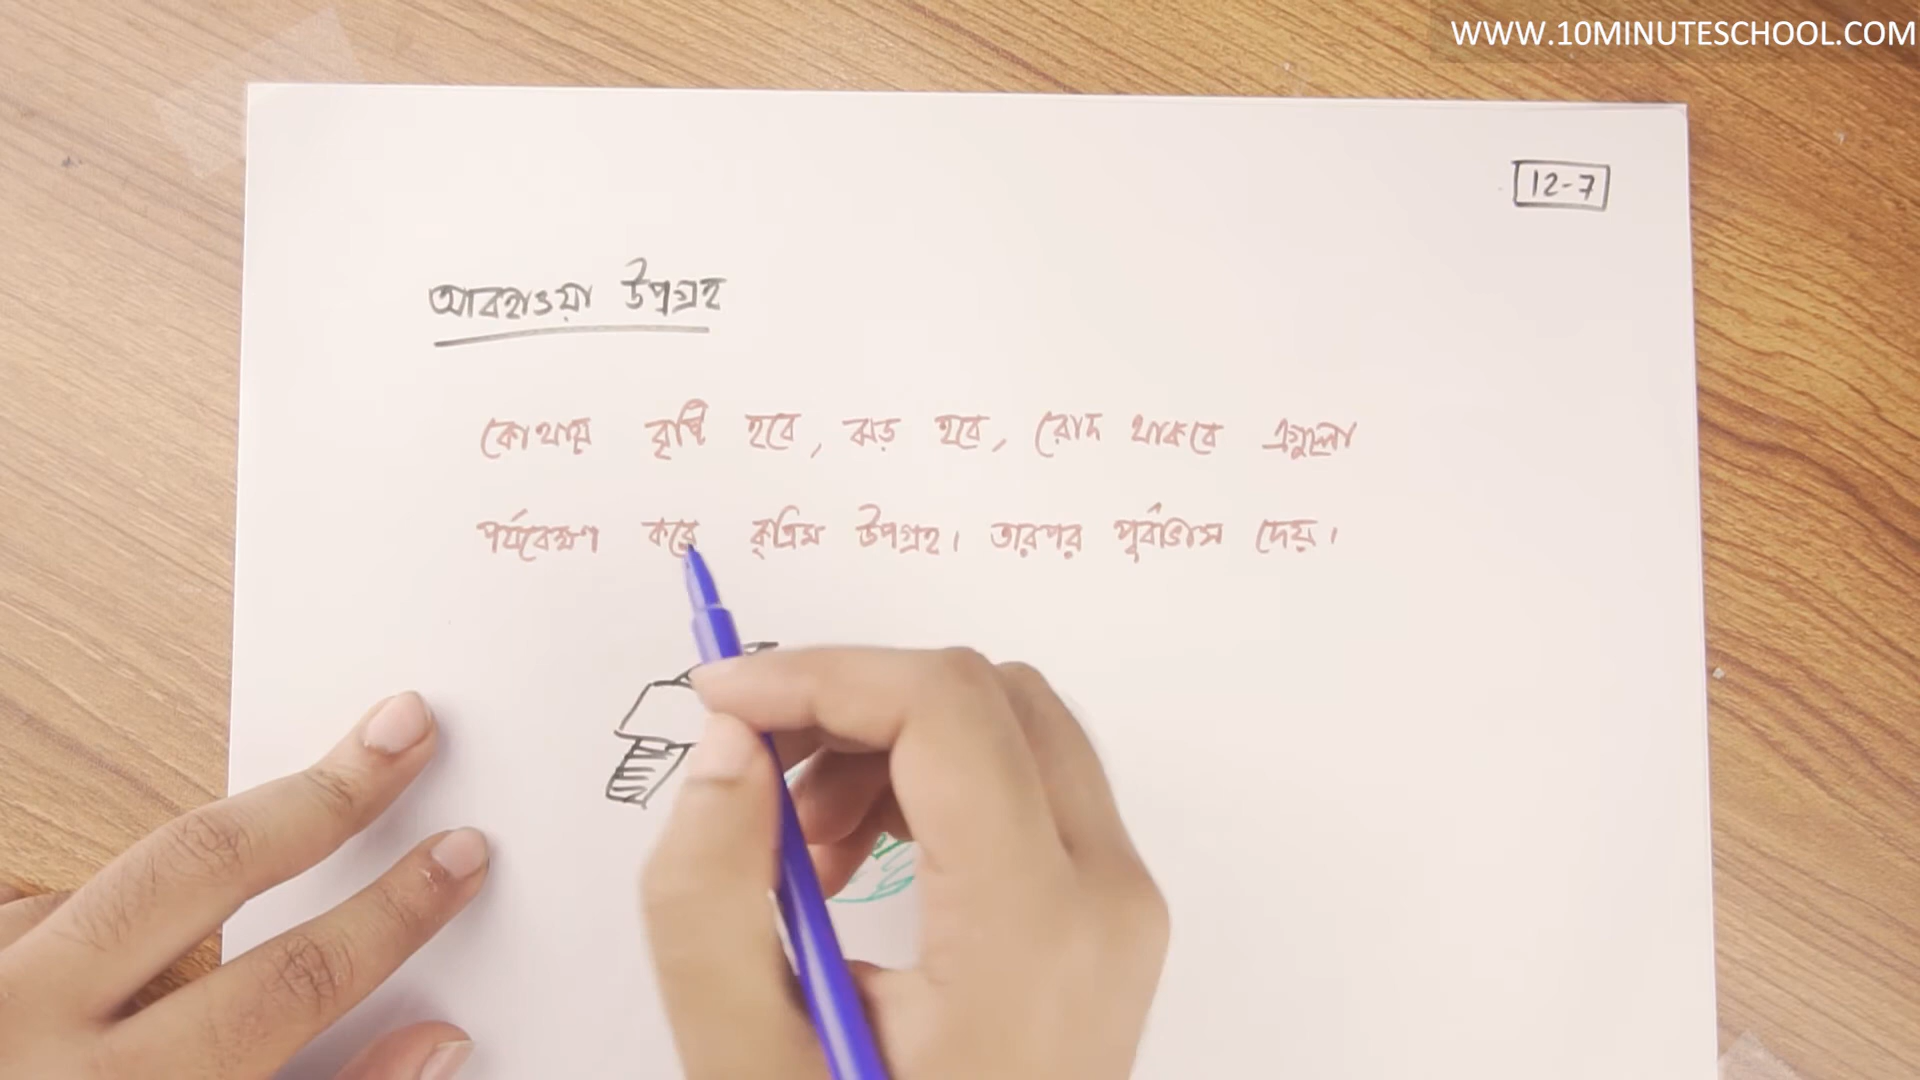 WWW.10MINUTESCHOOL.COM
12-7
আবহাওয়া উপগ্রহ
কোথায় বৃষ্টি হবে, ঝড় হবে, রোদ থাকবে এগুলো
পর্যবেক্ষণ করে কৃত্রিম উপগ্রহ। তারপর পূর্বাভাস দেয়।